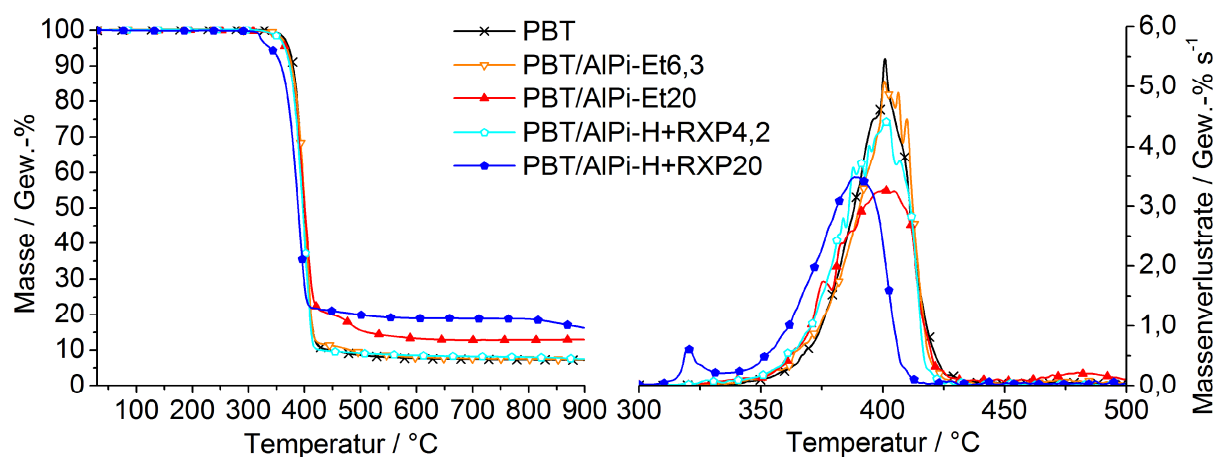 Masse / Gew.-%
100
90
80
70
60
50
40
30
20
10
0
100 200 300 400 500 600 700 800 900
Temperatur / °C
PBT
PBT/AlPi-Et6,3
PBT/AlPi-Et20
PBT/AlPi-H+RXP4,2
PBT/AlPi-H+RXP20
300 350 400 450 500
Temperatur / °C
6,0
5,0
4,0
3,0
2,0
1,0
0,0
Massenverlustrate / Gew.-% s-1